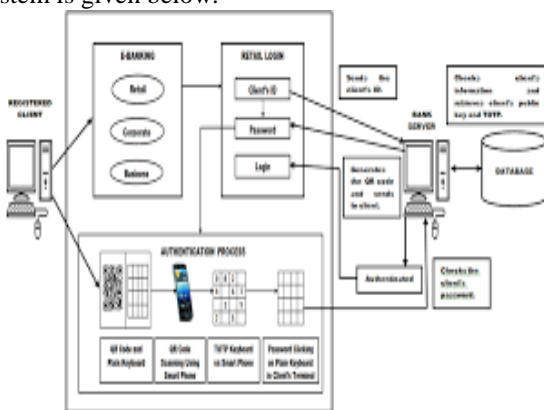 stem is given below:
E-BANKING
Retail
Corporate
Business
RETAIL LOGIN
Client's ID
Password
Login
REGISTERED
CLIENT
Sends the
client's ID.
Checks client's
information and
retrieves client's public
key and
BANK
SERVER
DATABASE
Generates
the QR code
and sends
to client.
Authenticated
Checks the
client's
password.
AUTHENTICATION PROCESS
QR Code and
Plain Keyboard
QR Code
Scanning Using
Smart Phone
Keyboard
on Smart Phone
Password Clicking
on Plain Keyboard
in Client's Terminal